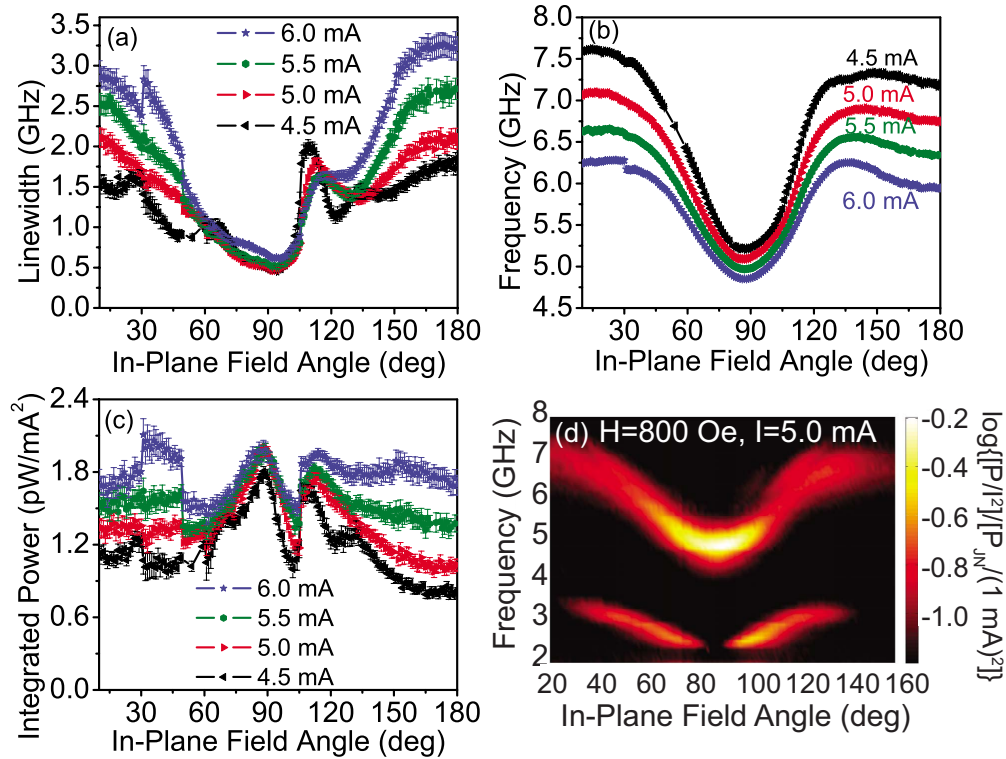 (a)
6.0 mA
5.5 mA
5.0 mA
4.5 mA
Linewidth (GHz)
3.5
3.0
2.5
2.0
1.5
1.0
0.5
0.0
30 60 90 120 150 180
In-Plane Field Angle (deg)
(b)
4.5 mA
5.0 mA
5.5 mA
6.0 mA
Frequency (GHz)
8.0
7.5
7.0
6.5
6.0
5.5
5.0
4.5
30 60 90 120 150 180
In-Plane Field Angle (deg)
(c)
6.0 mA
5.5 mA
5.0 mA
4.5 mA
Integrated Power (pW/mA²)
2.4
1.8
1.2
0.6
0.0
30 60 90 120 150 180
In-Plane Field Angle (deg)
(d) H=800 Oe, I=5.0 mA
Frequency (GHz)
8
7
6
5
4
3
2
20 40 60 80 100 120 140 160
In-Plane Field Angle (deg)
-0.2
-0.4
-0.6
-0.8
-1.0
log{[P/I²]/[P_JN/(1 mA)²]}